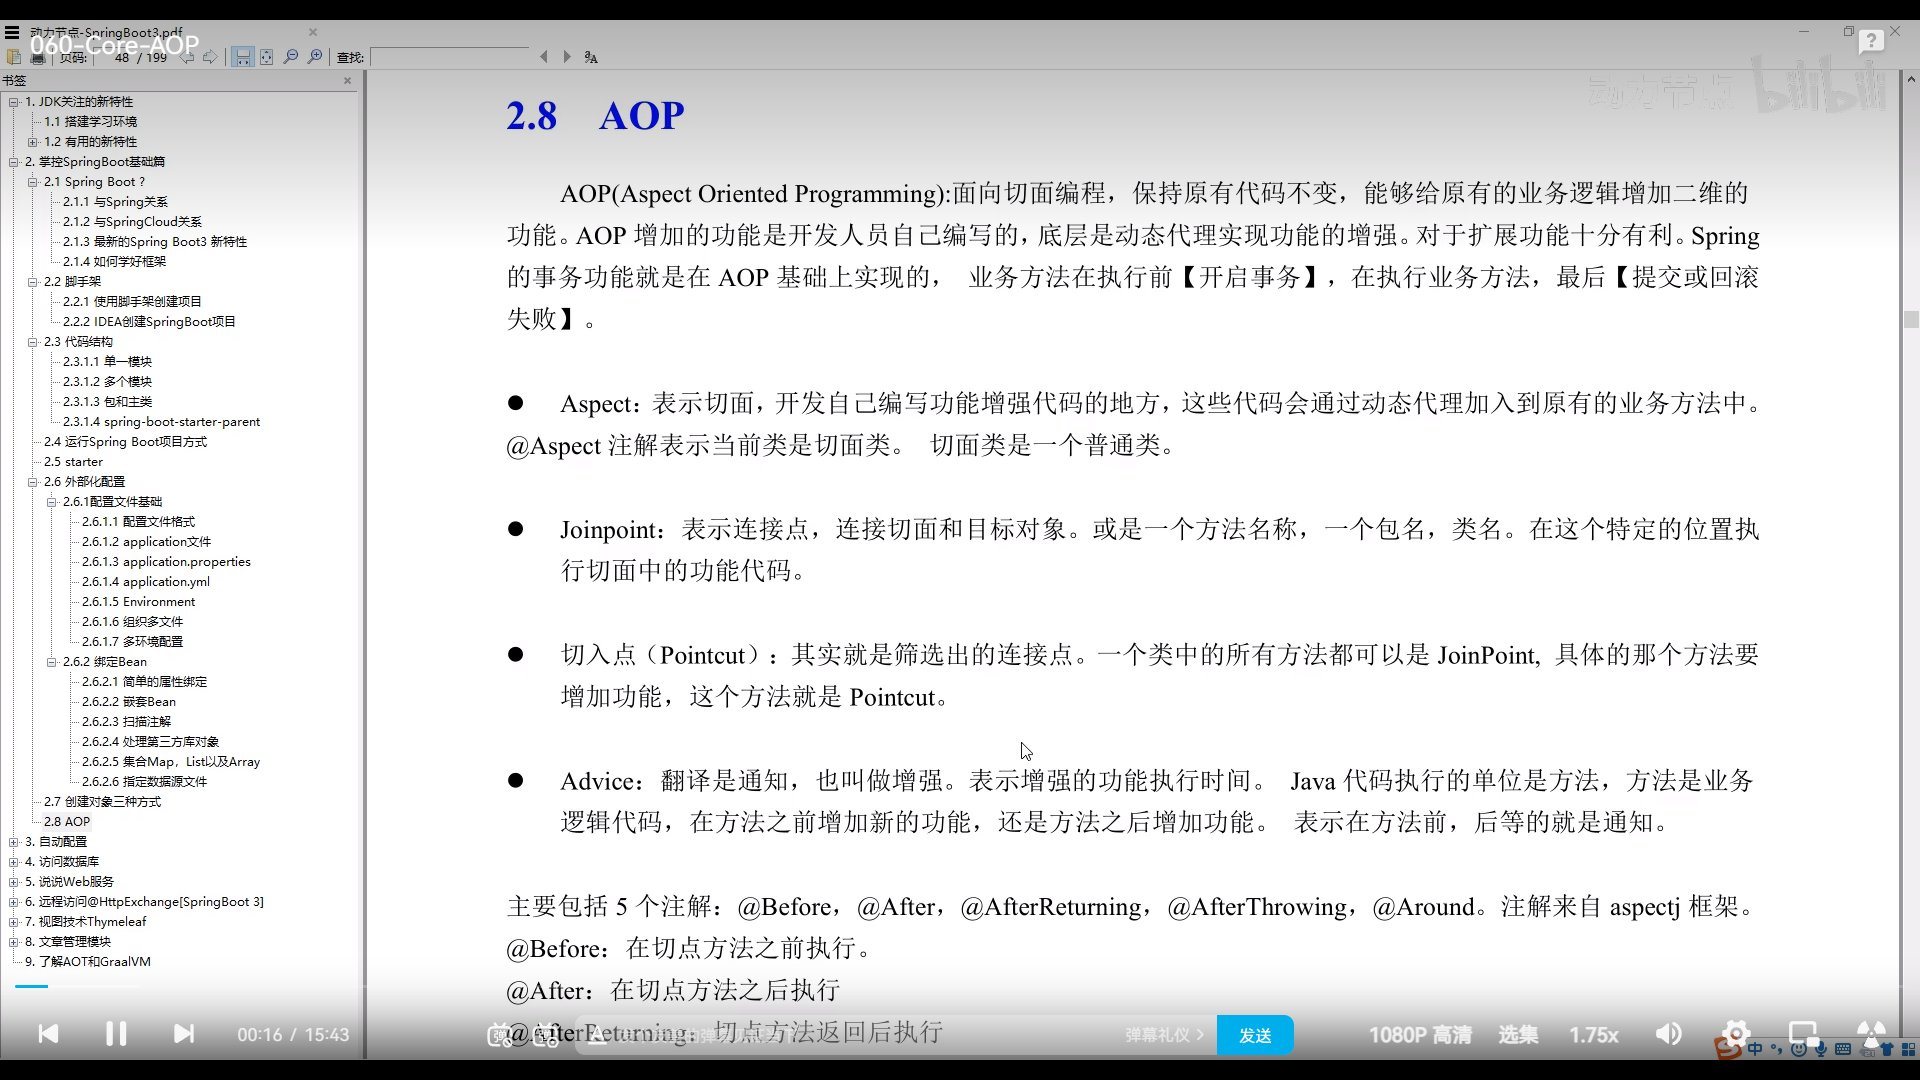 动力节点-SpringBoot3.pdf
060-Core-AOP
页码: 48 / 199 查找:
书签
1. JDK关注的新特性
1.1 搭建学习环境
1.2 有用的新特性
2. 掌控SpringBoot基础篇
2.1 Spring Boot ?
2.1.1 与Spring关系
2.1.2 与SpringCloud关系
2.1.3 最新的Spring Boot3 新特性
2.1.4 如何学好框架
2.2 脚手架
2.2.1 使用脚手架创建项目
2.2.2 IDEA创建SpringBoot项目
2.3 代码结构
2.3.1.1 单一模块
2.3.1.2 多个模块
2.3.1.3 包和主类
2.3.1.4 spring-boot-starter-parent
2.4 运行Spring Boot项目方式
2.5 starter
2.6 外部化配置
2.6.1配置文件基础
2.6.1.1 配置文件格式
2.6.1.2 application文件
2.6.1.3 application.properties
2.6.1.4 application.yml
2.6.1.5 Environment
2.6.1.6 组织多文件
2.6.1.7 多环境配置
2.6.2 绑定Bean
2.6.2.1 简单的属性绑定
2.6.2.2 嵌套Bean
2.6.2.3 扫描注解
2.6.2.4 处理第三方库对象
2.6.2.5 集合Map，List以及Array
2.6.2.6 指定数据源文件
2.7 创建对象三种方式
2.8 AOP
3. 自动配置
4. 访问数据库
5. 说说Web服务
6. 远程访问@HttpExchange[SpringBoot 3]
7. 视图技术Thymeleaf
8. 文章管理模块
9. 了解AOT和GraalVM
动力节点 bilibili
2.8 AOP
AOP(Aspect Oriented Programming):面向切面编程，保持原有代码不变，能够给原有的业务逻辑增加二维的
功能。AOP 增加的功能是开发人员自己编写的，底层是动态代理实现功能的增强。对于扩展功能十分有利。Spring
的事务功能就是在 AOP 基础上实现的， 业务方法在执行前【开启事务】，在执行业务方法，最后【提交或回滚
失败】。
● Aspect：表示切面，开发自己编写功能增强代码的地方，这些代码会通过动态代理加入到原有的业务方法中。
@Aspect 注解表示当前类是切面类。 切面类是一个普通类。
● Joinpoint：表示连接点，连接切面和目标对象。或是一个方法名称，一个包名，类名。在这个特定的位置执
行切面中的功能代码。
● 切入点（Pointcut）：其实就是筛选出的连接点。一个类中的所有方法都可以是 JoinPoint, 具体的那个方法要
增加功能，这个方法就是 Pointcut。
● Advice：翻译是通知，也叫做增强。表示增强的功能执行时间。 Java 代码执行的单位是方法，方法是业务
逻辑代码，在方法之前增加新的功能，还是方法之后增加功能。 表示在方法前，后等的就是通知。
主要包括 5 个注解：@Before，@After，@AfterReturning，@AfterThrowing，@Around。注解来自 aspectj 框架。
@Before：在切点方法之前执行。
@After：在切点方法之后执行
@AfterReturning：切点方法返回后执行
00:16 / 15:43 弹幕礼仪 发送 1080P 高清 选集 1.75x
中